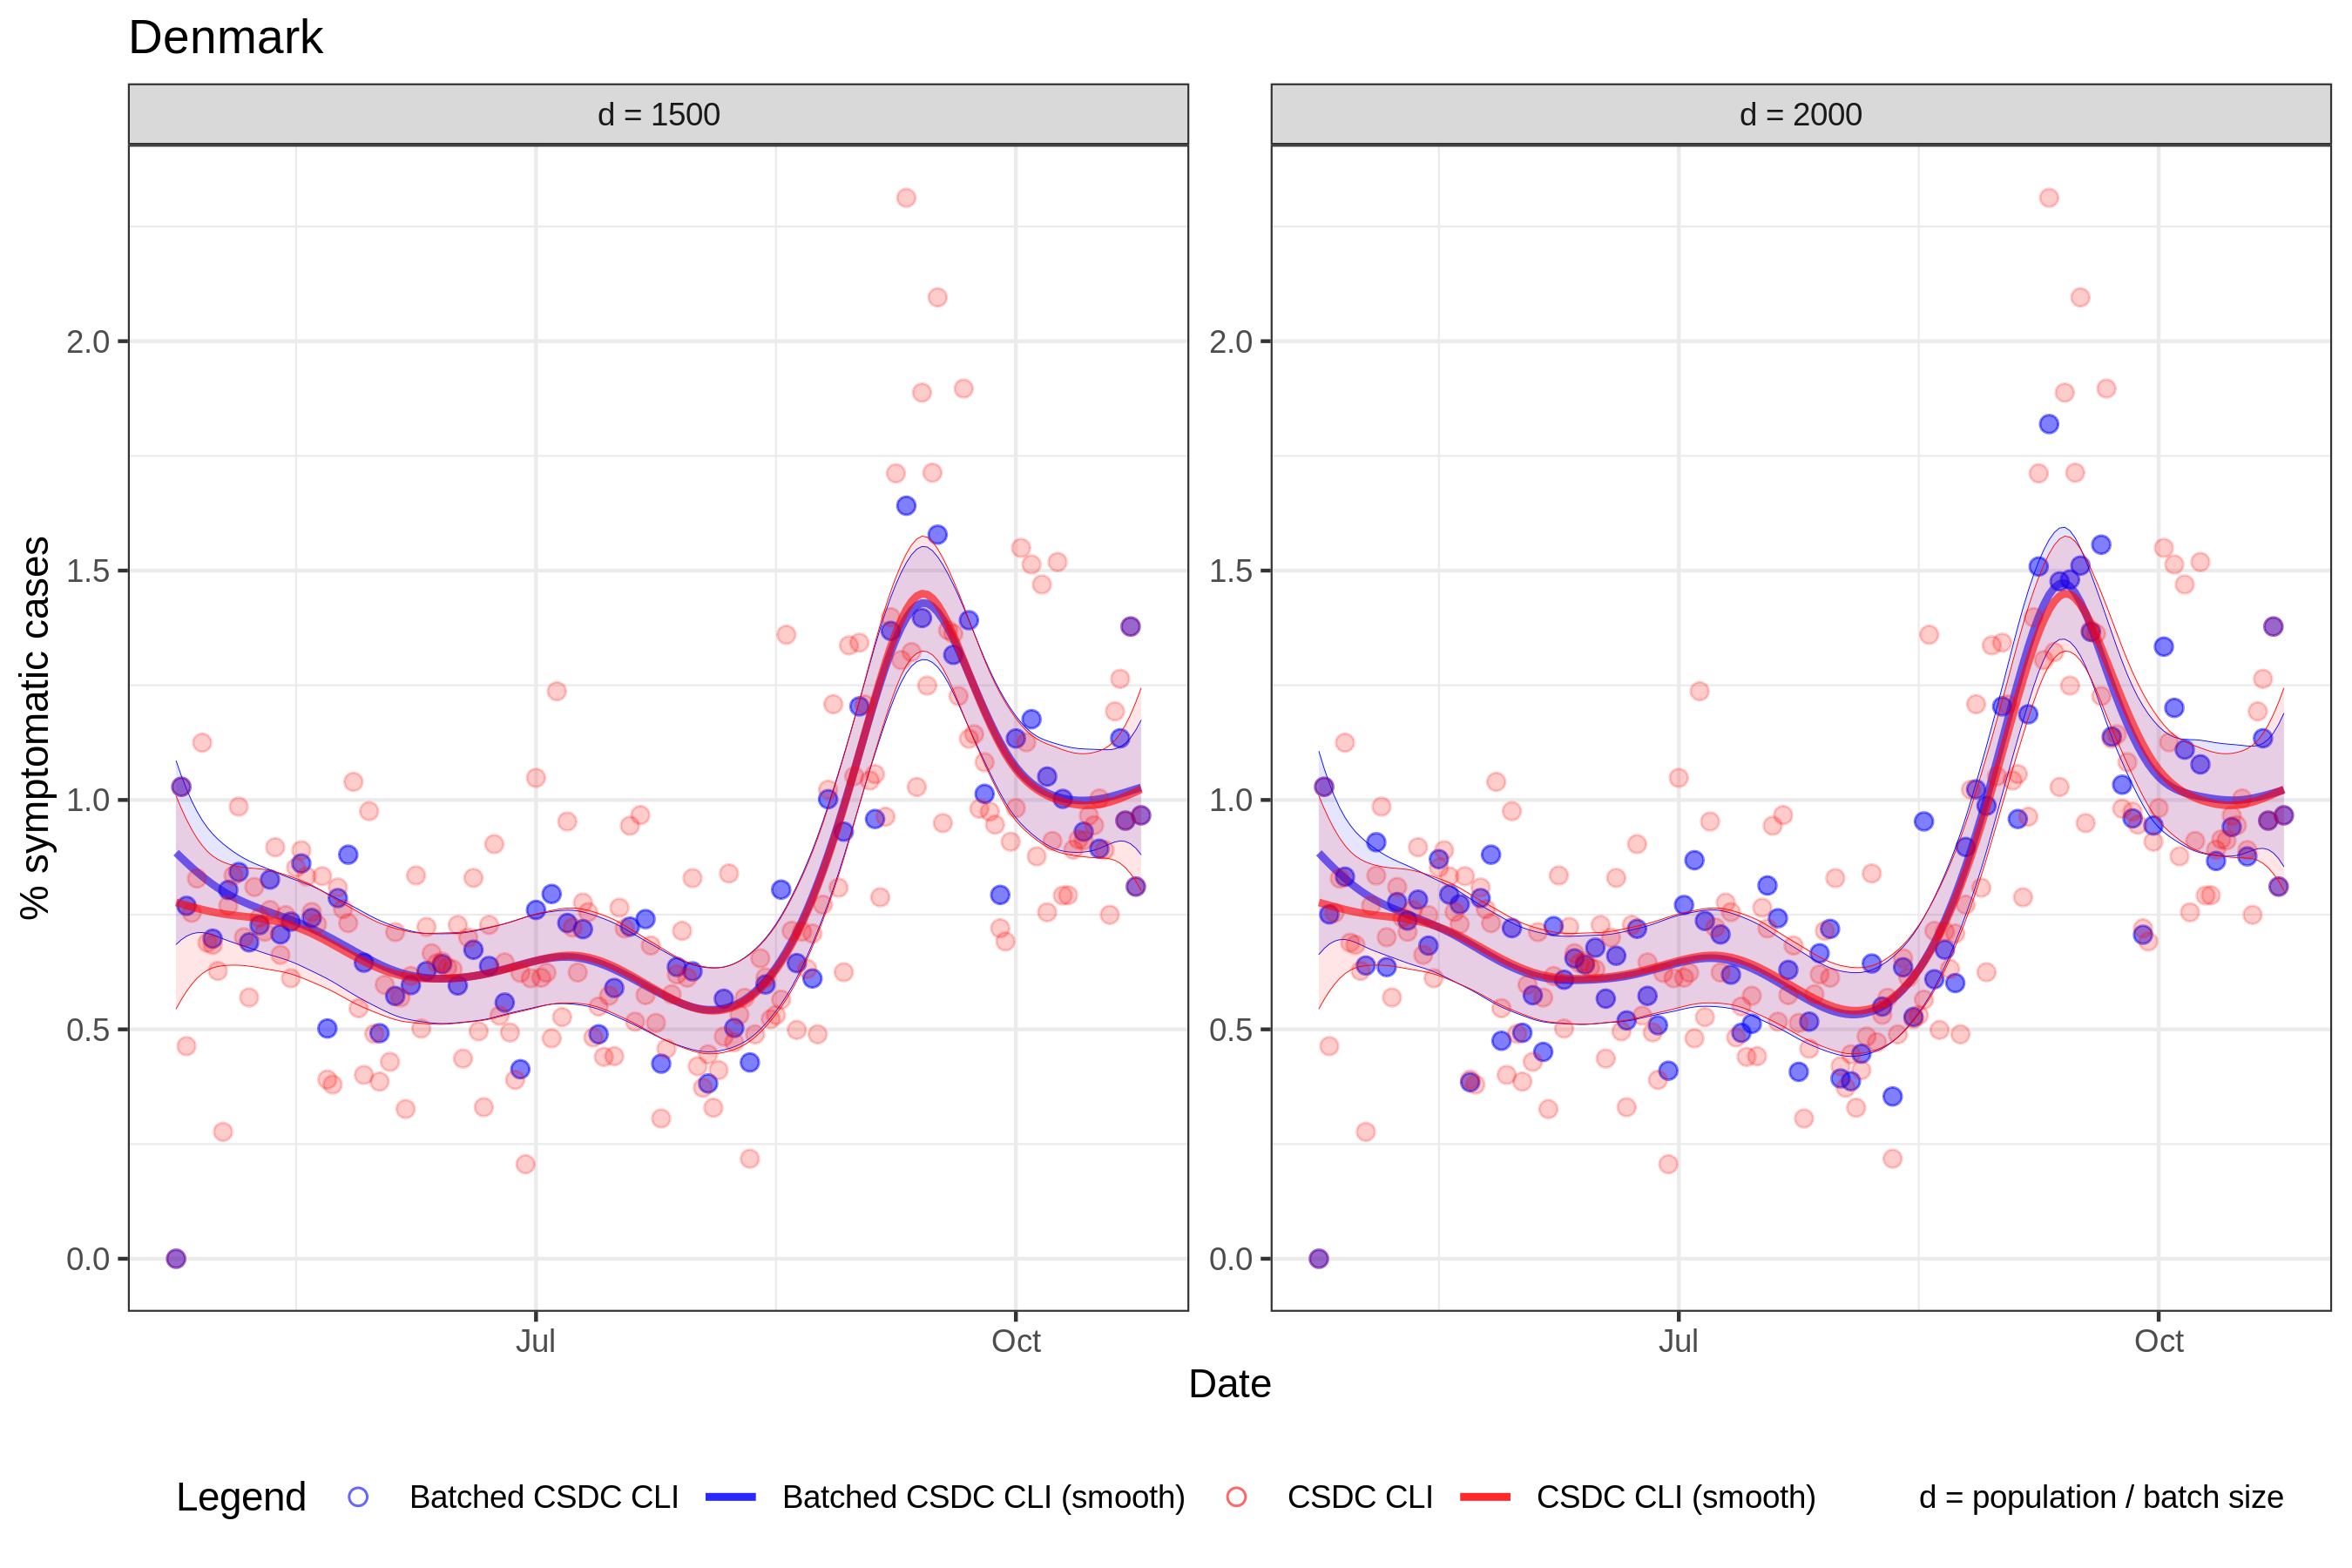 Denmark
d = 1500
d = 2000
% symptomatic cases
2.0
1.5
1.0
0.5
0.0
2.0
1.5
1.0
0.5
0.0
Jul
Oct
Jul
Oct
Date
Legend
Batched CSDC CLI
Batched CSDC CLI (smooth)
CSDC CLI
CSDC CLI (smooth)
d = population / batch size